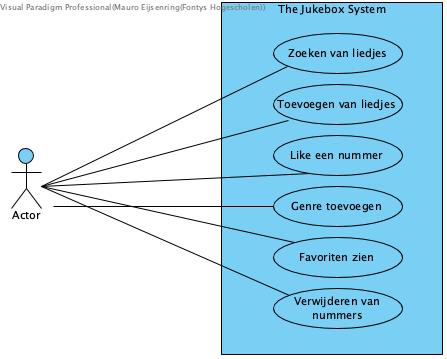 Visual Paradigm Professional(Mauro Eijsenring(Fontys Hogescholen))
The Jukebox System
Zoeken van liedjes
Toevoegen van liedjes
Like een nummer
Actor
Genre toevoegen
Favoriten zien
Verwijderen van
nummers